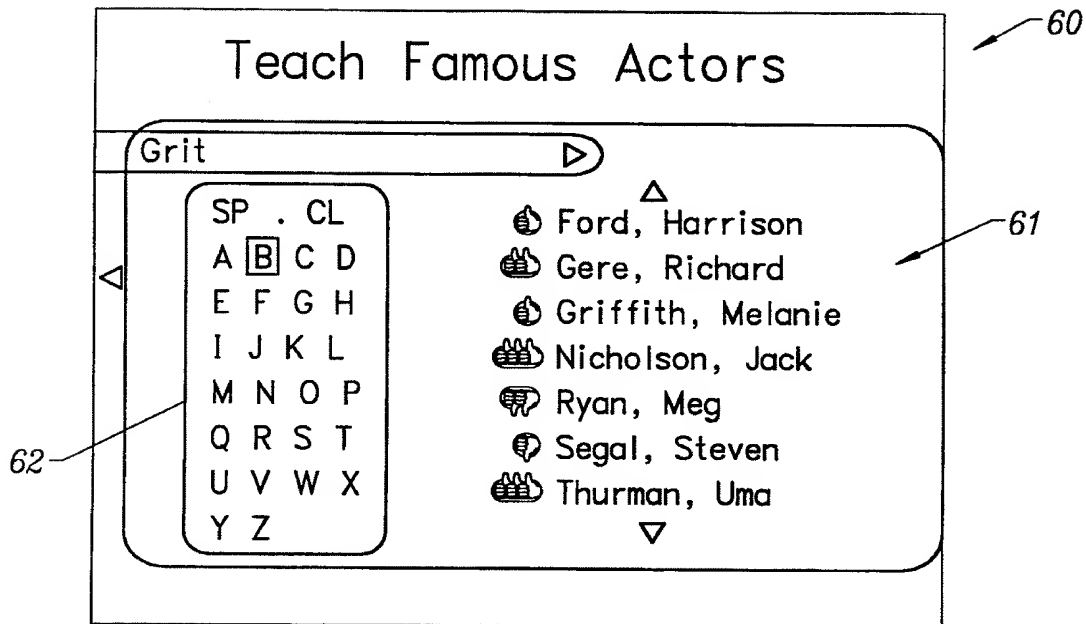 60
Teach Famous Actors
Grit
SP . CL
A B C D
E F G H
I J K L
M N O P
Q R S T
U V W X
Y Z
62
Ford, Harrison
Gere, Richard
Griffith, Melanie
Nicholson, Jack
Ryan, Meg
Segal, Steven
Thurman, Uma
61